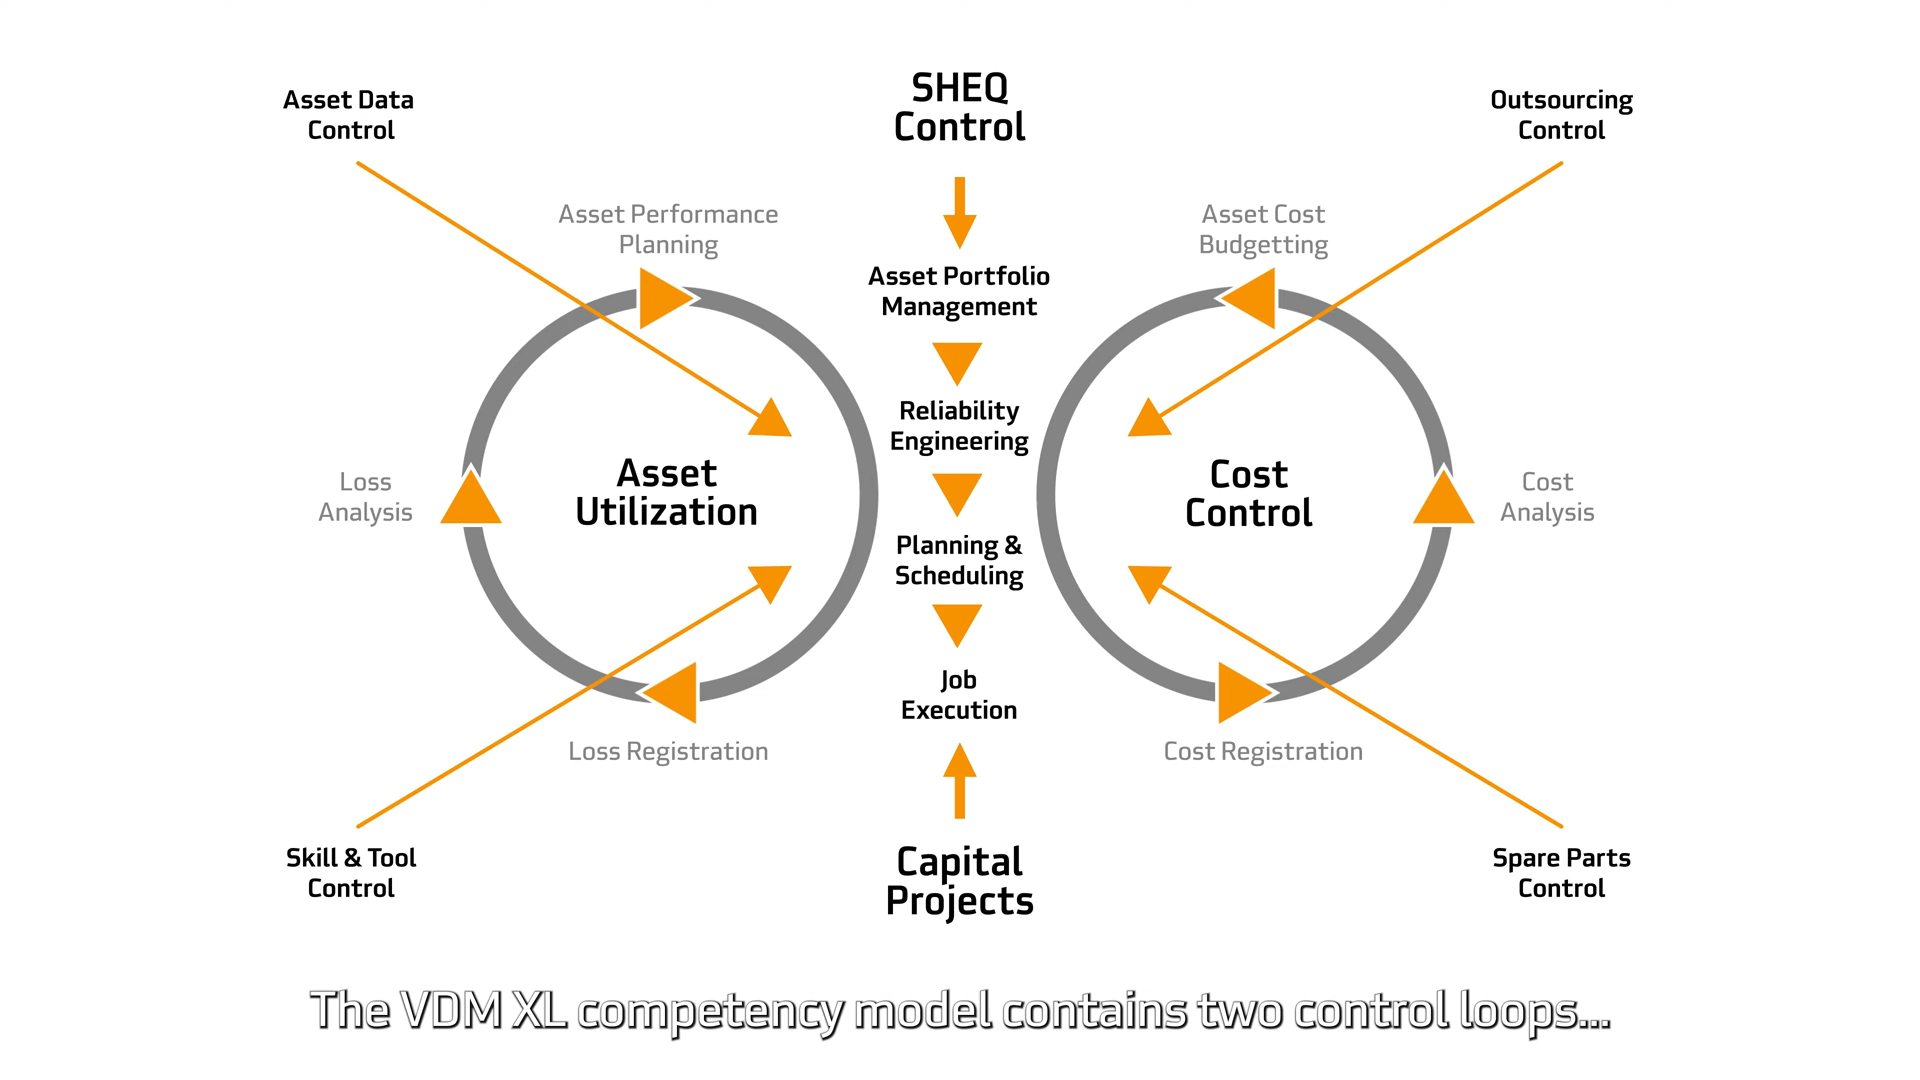 SHEQ
Control
Asset Data
Control
Outsourcing
Control
Asset Performance
Planning
Asset Cost
Budgetting
Asset Portfolio
Management
Reliability
Engineering
Loss
Analysis
Asset
Utilization
Cost
Control
Cost
Analysis
Planning &
Scheduling
Job
Execution
Loss Registration
Cost Registration
Skill & Tool
Control
Capital
Projects
Spare Parts
Control
The VDM XL competency model contains two control loops...